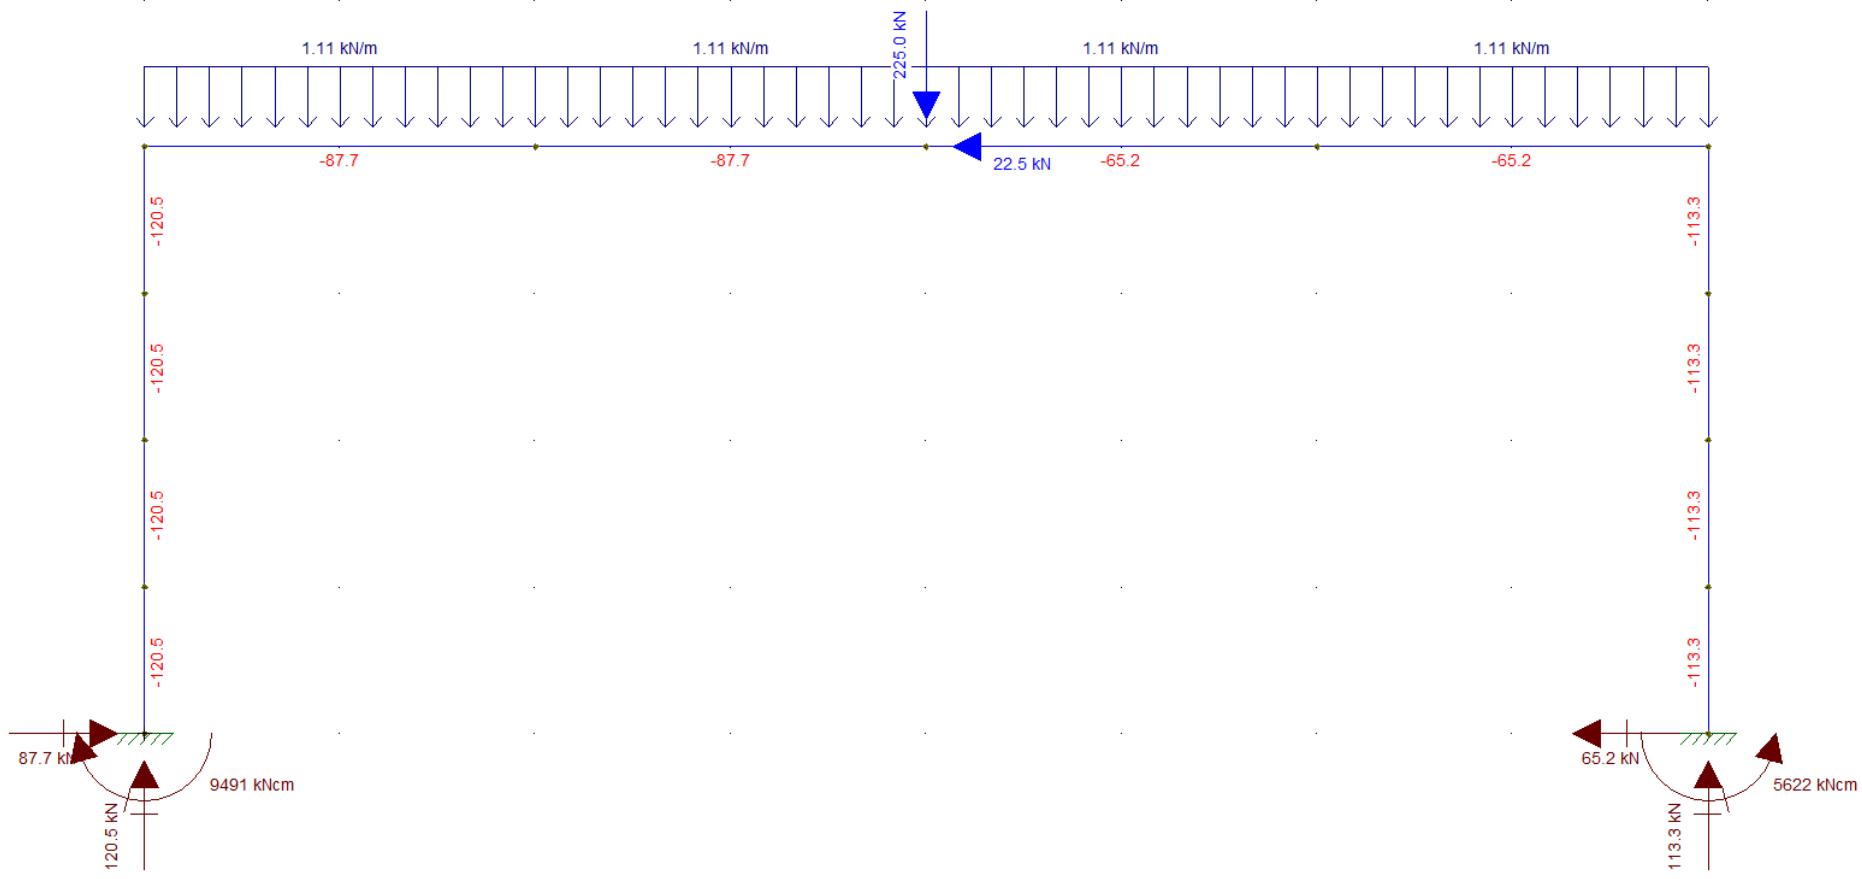 225.0 kN
1.11 kN/m
1.11 kN/m
1.11 kN/m
1.11 kN/m
-87.7
-87.7
22.5 kN
-65.2
-65.2
-120.5
-113.3
-120.5
-113.3
-120.5
-113.3
-120.5
-113.3
87.7 kN
9491 kNcm
120.5 kN
65.2 kN
5622 kNcm
113.3 kN